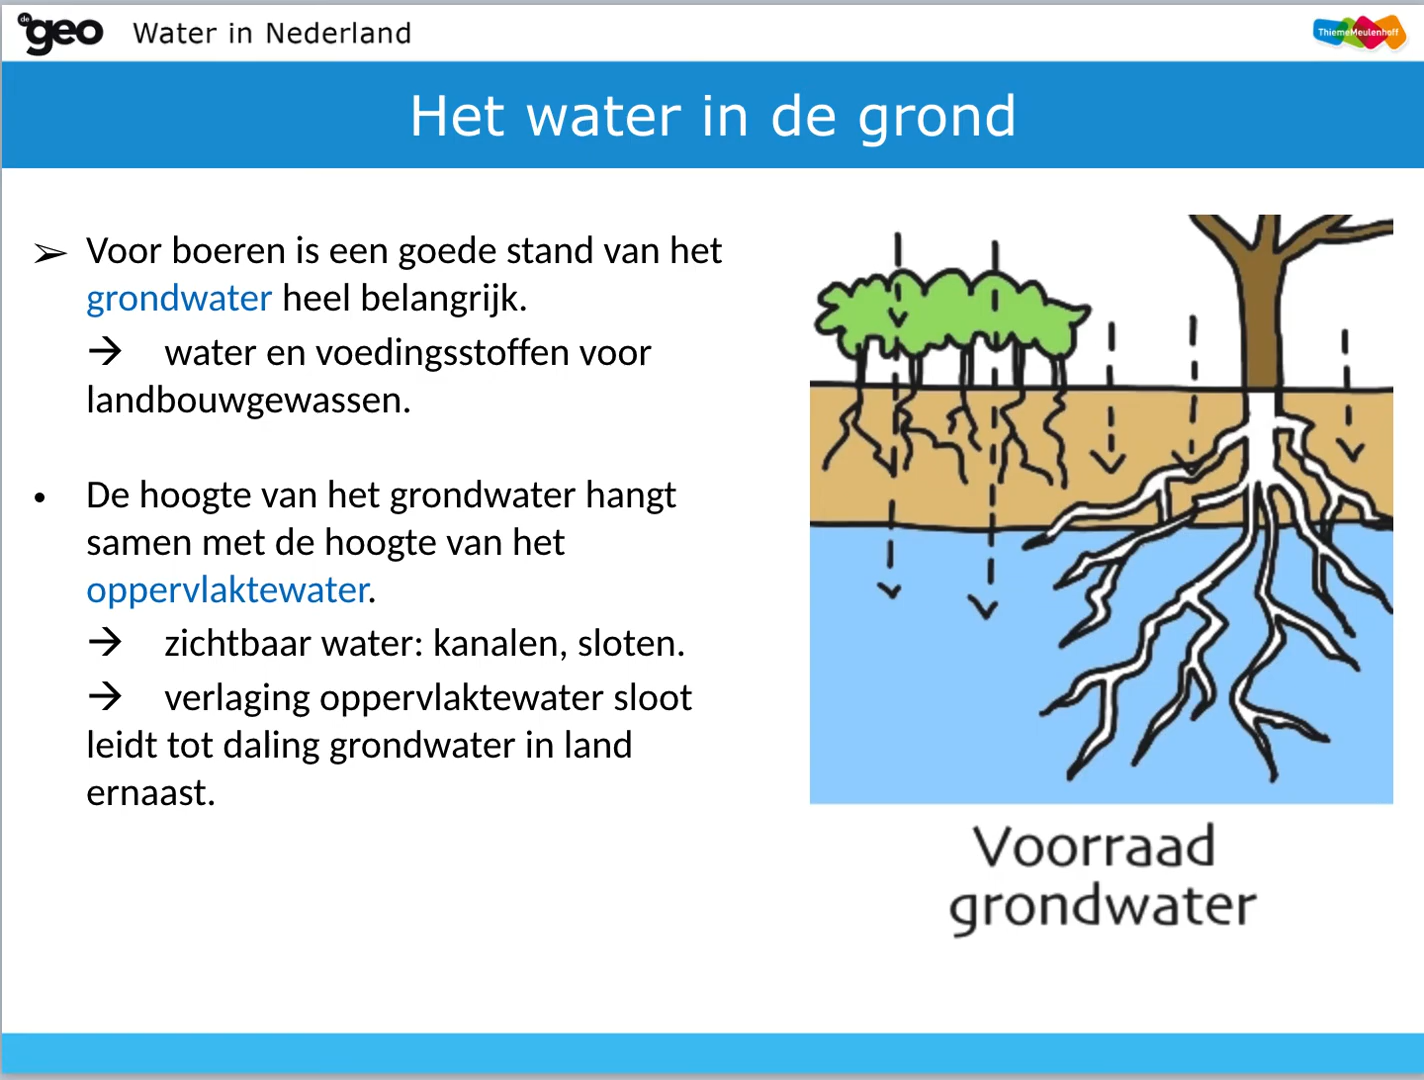 de geo
Water in Nederland
ThiemeMeulenhoff
Het water in de grond
➢ Voor boeren is een goede stand van het
grondwater heel belangrijk.
→ water en voedingsstoffen voor
landbouwgewassen.
• De hoogte van het grondwater hangt
samen met de hoogte van het
oppervlaktewater.
→ zichtbaar water: kanalen, sloten.
→ verlaging oppervlaktewater sloot
leidt tot daling grondwater in land
ernaast.
Voorraad
grondwater